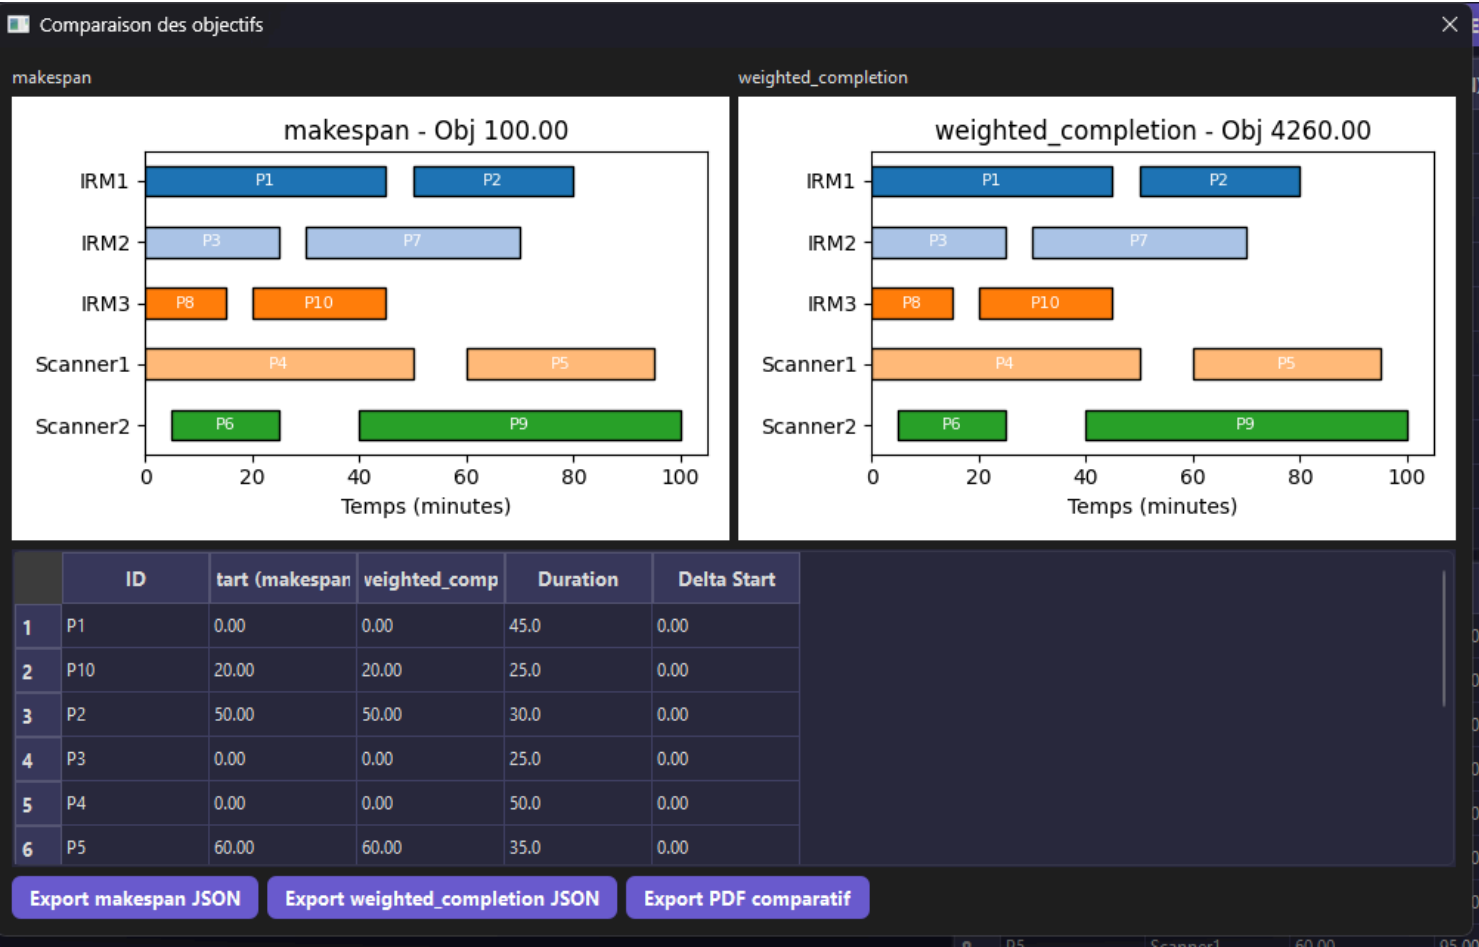 Comparaison des objectifs
makespan
weighted_completion
makespan - Obj 100.00
IRM1 P1 P2
IRM2 P3 P7
IRM3 P8 P10
Scanner1 P4 P5
Scanner2 P6 P9
0 20 40 60 80 100
Temps (minutes)
weighted_completion - Obj 4260.00
IRM1 P1 P2
IRM2 P3 P7
IRM3 P8 P10
Scanner1 P4 P5
Scanner2 P6 P9
0 20 40 60 80 100
Temps (minutes)
ID tart (makespan weighted_comp Duration Delta Start
1 P1 0.00 0.00 45.0 0.00
2 P10 20.00 20.00 25.0 0.00
3 P2 50.00 50.00 30.0 0.00
4 P3 0.00 0.00 25.0 0.00
5 P4 0.00 0.00 50.0 0.00
6 P5 60.00 60.00 35.0 0.00
Export makespan JSON Export weighted_completion JSON Export PDF comparatif
P5 Scanner1 60.00